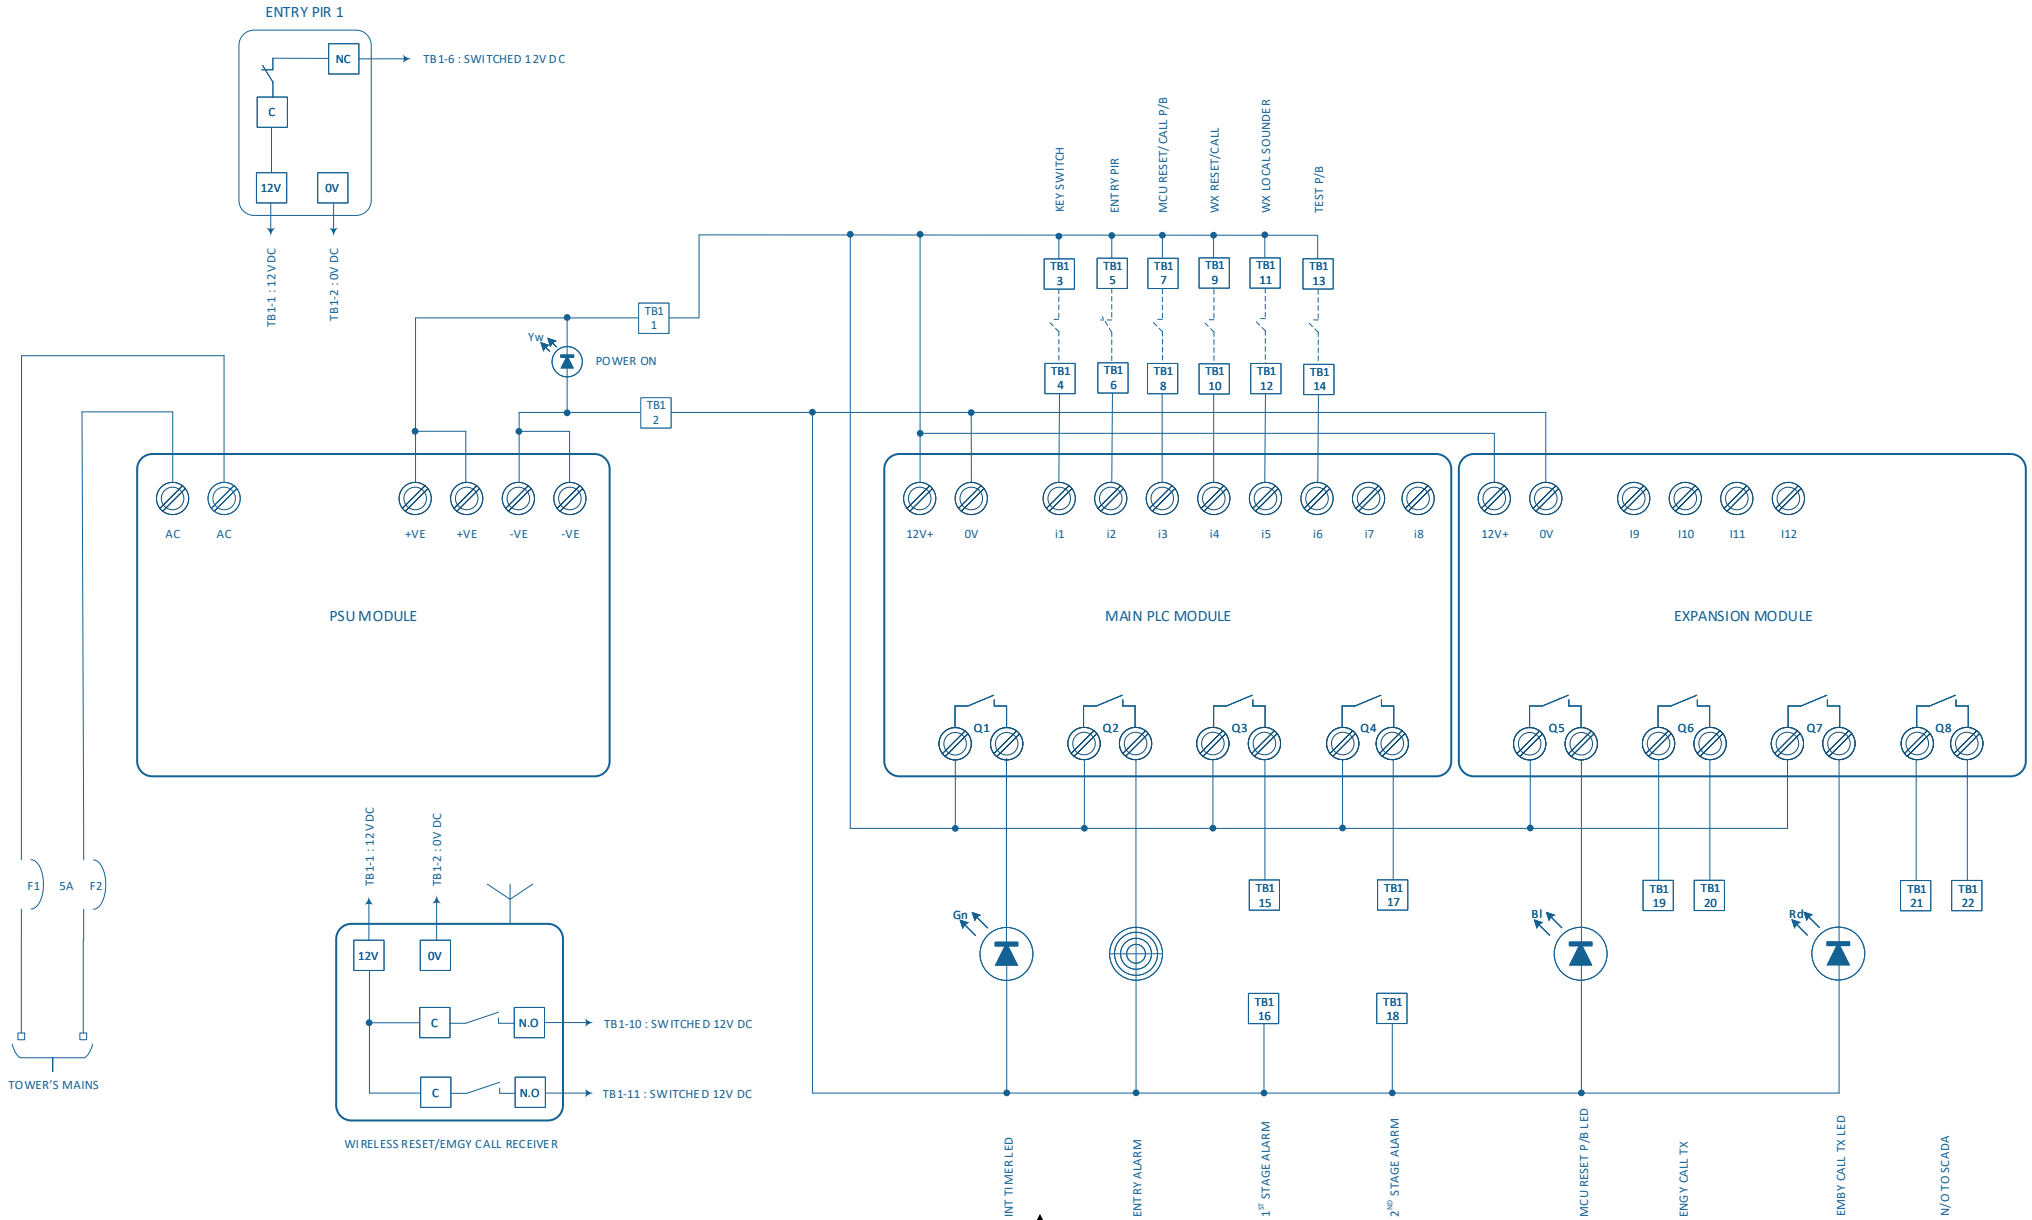 ENTRY PIR 1
NC
TB1-6 : SWITCHED 12V DC
C
12V
0V
TB1-1 : 12V DC
TB1-2 : 0V DC
KEY SWITCH
ENTRY PIR
MCU RESET/ CALL P/B
WX RESET/CALL
WX LOCAL SOUNDER
TEST P/B
TB1
3
TB1
5
TB1
7
TB1
9
TB1
11
TB1
13
TB1
1
Yw
POWER ON
TB1
4
TB1
6
TB1
8
TB1
10
TB1
12
TB1
14
TB1
2
AC
AC
+VE
+VE
-VE
-VE
12V+
0V
i1
i2
i3
i4
i5
i6
i7
i8
12V+
0V
I9
I10
I11
I12
PSU MODULE
MAIN PLC MODULE
EXPANSION MODULE
Q1
Q2
Q3
Q4
Q5
Q6
Q7
Q8
F1
5A
F2
TOWER'S MAINS
TB1-1 : 12V DC
TB1-2 : 0V DC
12V
0V
C
N.O
TB1-10 : SWITCHED 12V DC
C
N.O
TB1-11 : SWITCHED 12V DC
WIRELESS RESET/EMGY CALL RECEIVER
TB1
15
TB1
17
TB1
19
TB1
20
TB1
21
TB1
22
Gn
Bl
Rd
TB1
16
TB1
18
INT TIMER LED
ENTRY ALARM
1ST STAGE ALARM
2ND STAGE ALARM
MCU RESET P/B LED
ENGY CALL TX
EMBY CALL TX LED
N/O TO SCADA